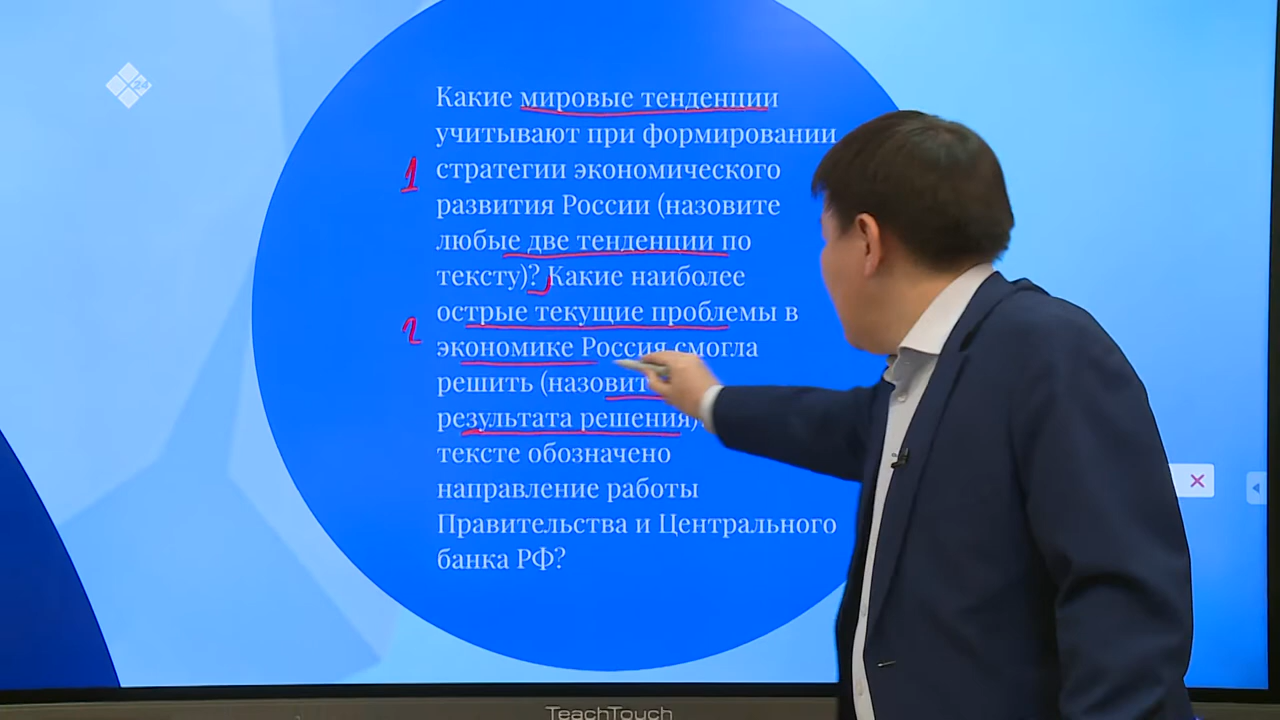 24
Какие мировые тенденции
учитывают при формировании
1
стратегии экономического
развития России (назовите
любые две тенденции по
тексту)? Какие наиболее
острые текущие проблемы в
2
экономике Россия смогла
решить (назовит
результата решения)
тексте обозначено
направление работы
Правительства и Центрального
банка РФ?
TeachTouch